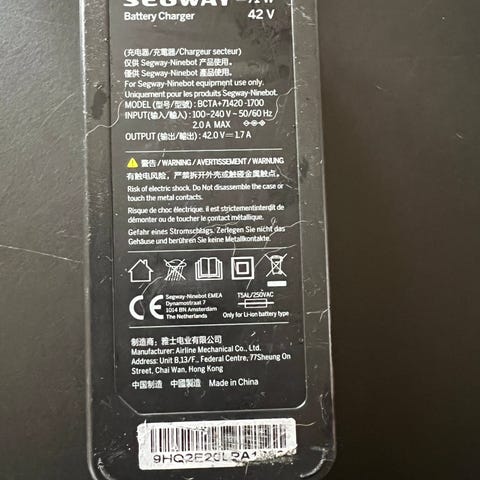 SEGWAY 71 W
Battery Charger 42 V
(充电器/充電器/Chargeur secteur)
仅供 Segway-Ninebot 产品使用。
僅供 Segway-Ninebot 產品使用。
For Segway-Ninebot equipment use only.
Uniquement pour les produits Segway-Ninebot.
MODEL (型号/型號) : BCTA+71420-1700
INPUT(输入/輸入) : 100-240 V ~ 50/60 Hz
2.0 A MAX
OUTPUT (输出/輸出) : 42.0 V 1.7 A
警告 / WARNING / AVERTISSEMENT / WARNUNG
有触电风险，严禁拆开外壳或触碰金属触点。
Risk of electric shock. Do not disassemble the case or
touch the metal contacts.
Risque de choc électrique. il est strictementinterdit de
démonter ou de toucher le contact métallique.
Gefahr eines Stromschlags. Zerlegen Sie nicht das
Gehäuse und berühren Sie keine Metallkontakte.
CE
Segway-Ninebot EMEA
Dynamostraat 7
1014 BN Amsterdam
The Netherlands
T5AL/250VAC
Only for Li-ion battery type
制造商：雅士电业有限公司
Manufacturer: Airline Mechanical Co., Ltd.
Address: Unit B,13/F., Federal Centre, 77Sheung On
Street, Chai Wan, Hong Kong
中国制造 中國製造 Made in China